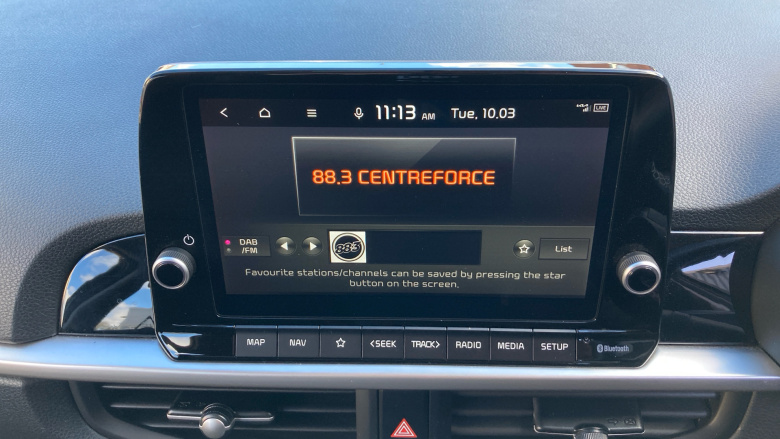 11:13 AM Tue, 10.03 LIVE
88.3 CENTREFORCE
DAB
/FM
883
List
Favourite stations/channels can be saved by pressing the star
button on the screen.
MAP NAV <SEEK TRACK> RADIO MEDIA SETUP Bluetooth